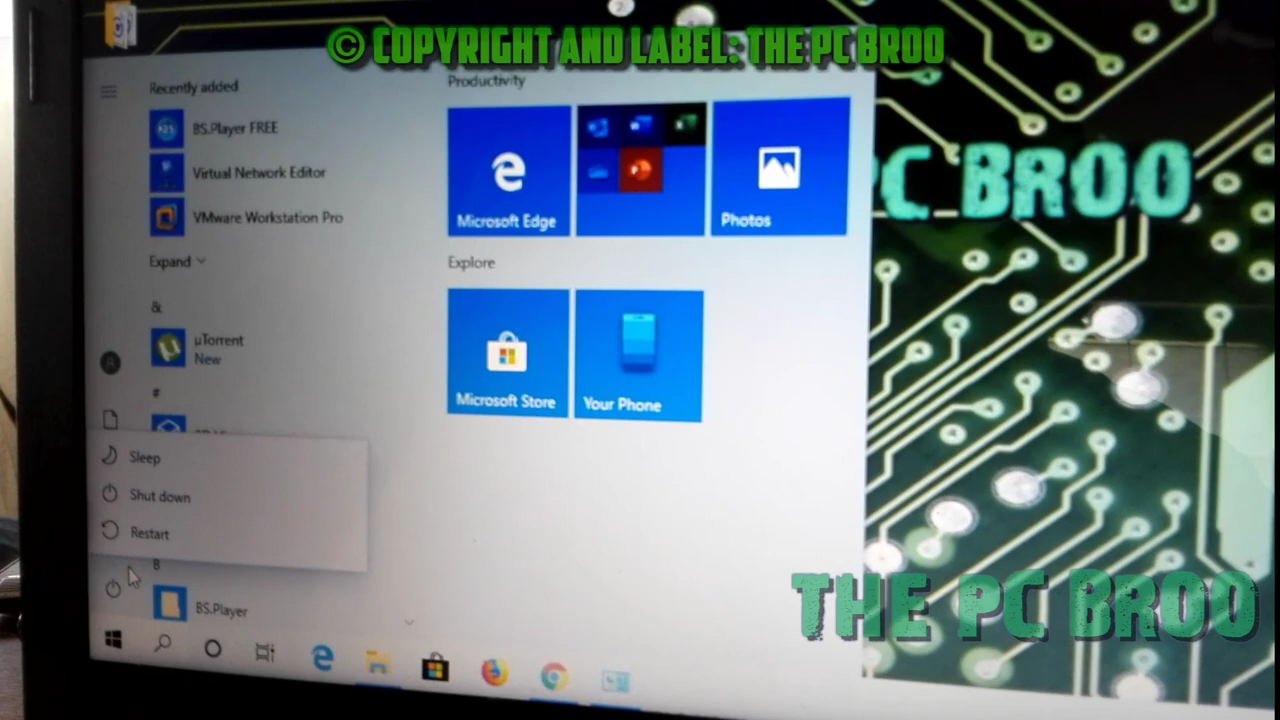 © COPYRIGHT AND LABEL: THE PC BROO
Recently added
BS.Player FREE
Virtual Network Editor
VMware Workstation Pro
Expand
&
µTorrent
New
#
Sleep
Shut down
Restart
B
BS.Player
Productivity
Microsoft Edge
Photos
Explore
Microsoft Store
Your Phone
PC_BROO
THE PC BROO